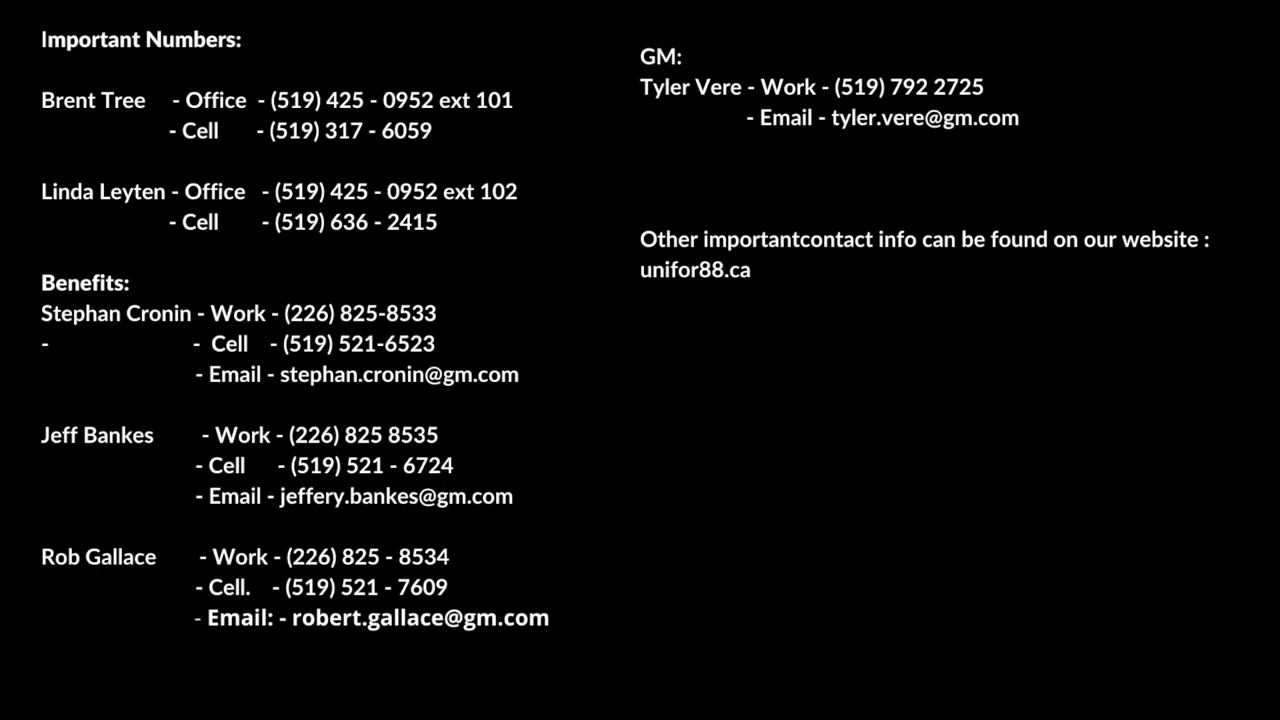 Important Numbers:
Brent Tree - Office - (519) 425 - 0952 ext 101
- Cell - (519) 317 - 6059
Linda Leyten - Office - (519) 425 - 0952 ext 102
- Cell - (519) 636 - 2415
Benefits:
Stephan Cronin - Work - (226) 825-8533
- - Cell - (519) 521-6523
- Email - stephan.cronin@gm.com
Jeff Bankes - Work - (226) 825 8535
- Cell - (519) 521 - 6724
- Email - jeffery.bankes@gm.com
Rob Gallace - Work - (226) 825 - 8534
- Cell. - (519) 521 - 7609
- Email: - robert.gallace@gm.com
GM:
Tyler Vere - Work - (519) 792 2725
- Email - tyler.vere@gm.com
Other importantcontact info can be found on our website :
unifor88.ca